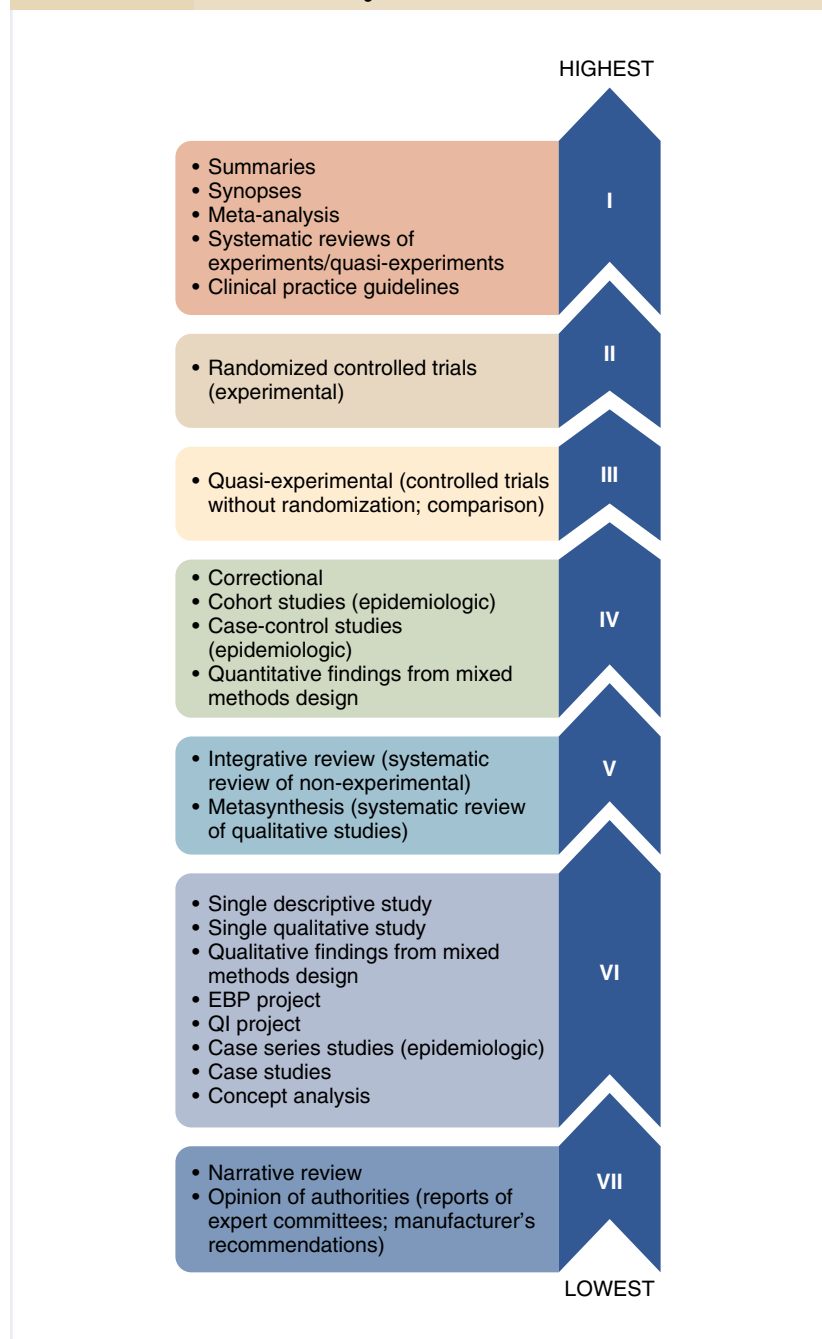 HIGHEST
• Summaries
• Synopses
• Meta-analysis
• Systematic reviews of
experiments/quasi-experiments
• Clinical practice guidelines
I
• Randomized controlled trials
(experimental)
II
• Quasi-experimental (controlled trials
without randomization; comparison)
III
• Correctional
• Cohort studies (epidemiologic)
• Case-control studies
(epidemiologic)
• Quantitative findings from mixed
methods design
IV
• Integrative review (systematic
review of non-experimental)
• Metasynthesis (systematic review
of qualitative studies)
V
• Single descriptive study
• Single qualitative study
• Qualitative findings from mixed
methods design
• EBP project
• QI project
• Case series studies (epidemiologic)
• Case studies
• Concept analysis
VI
• Narrative review
• Opinion of authorities (reports of
expert committees; manufacturer's
recommendations)
VII
LOWEST